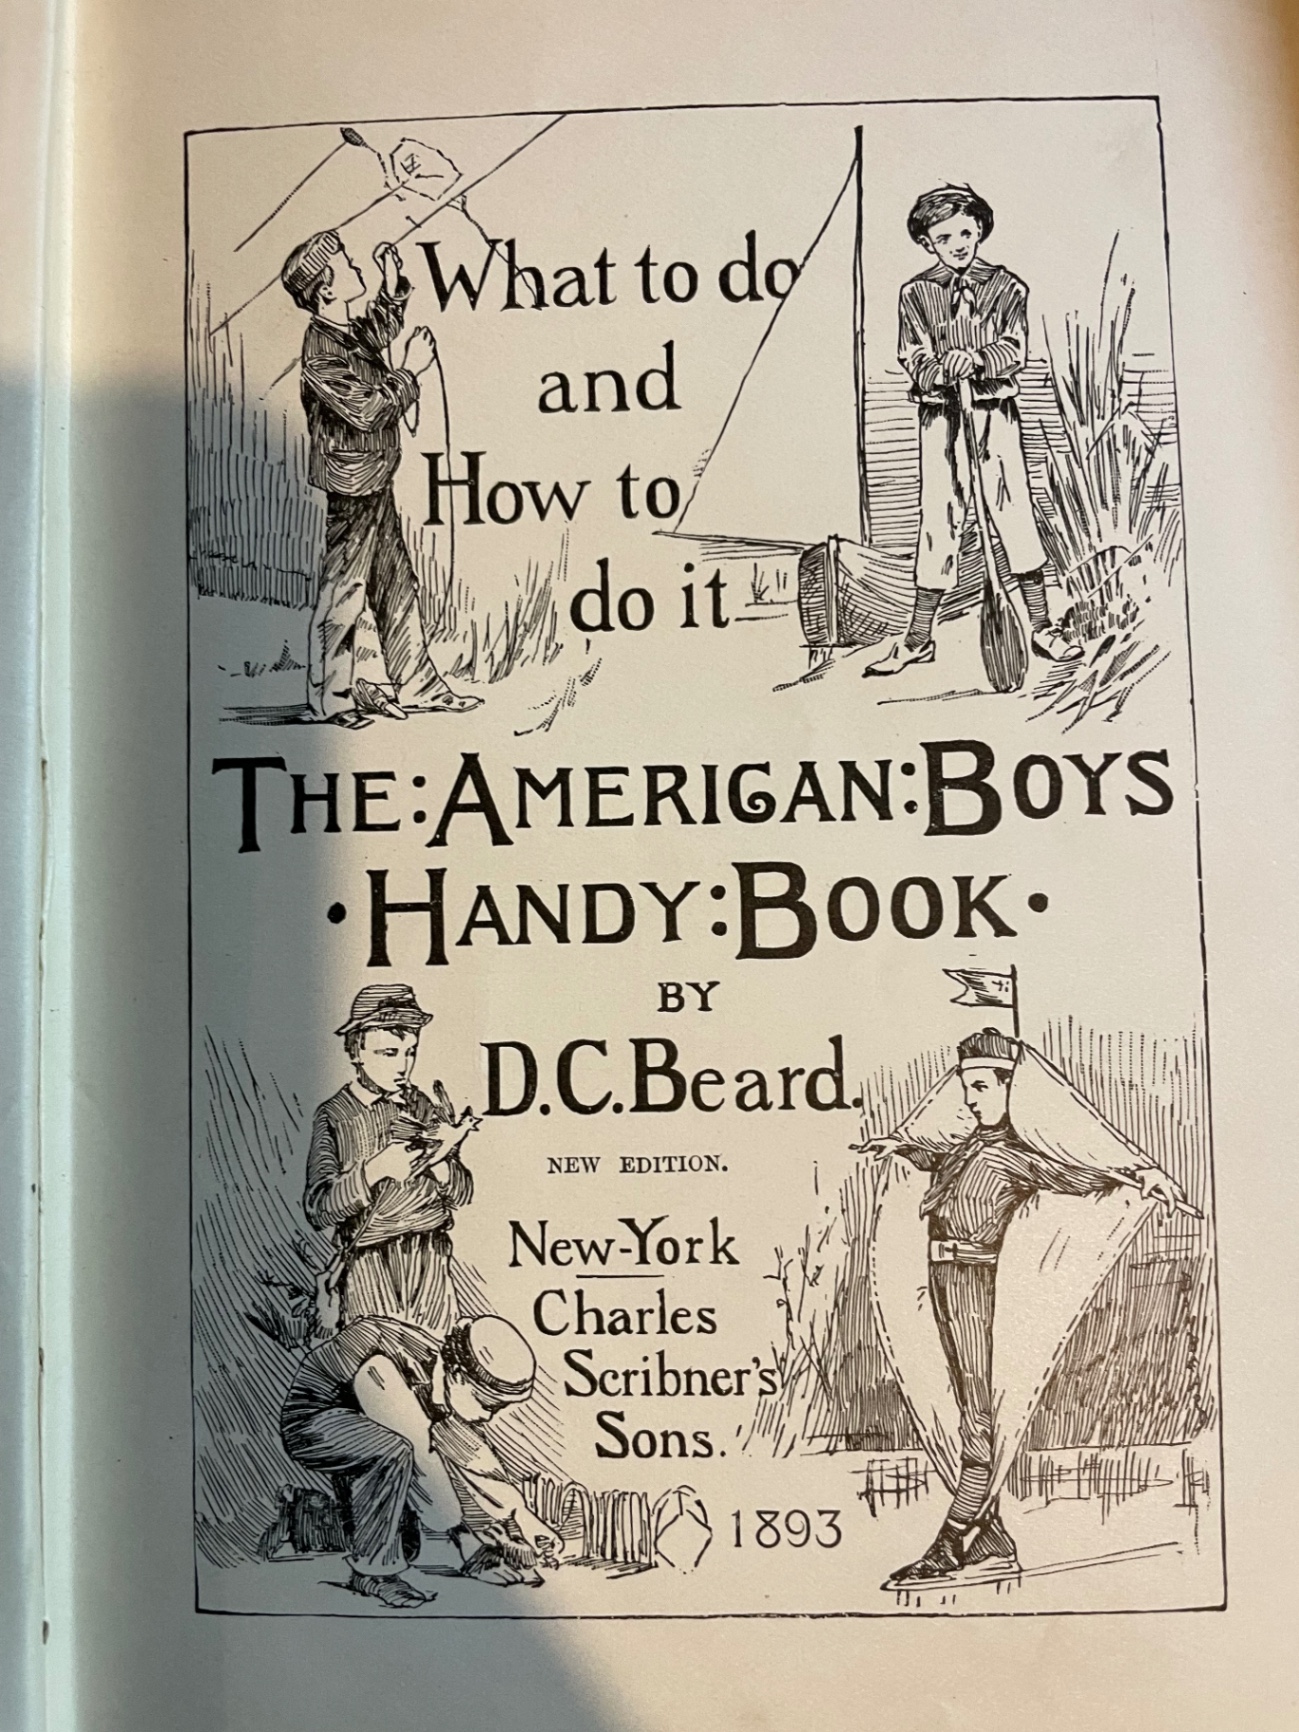 What to do
and
How to
do it
THE:AMERICAN:BOYS
·HANDY:BOOK·
BY
D.C.Beard.
NEW EDITION.
New-York
Charles
Scribner's
Sons.
1893